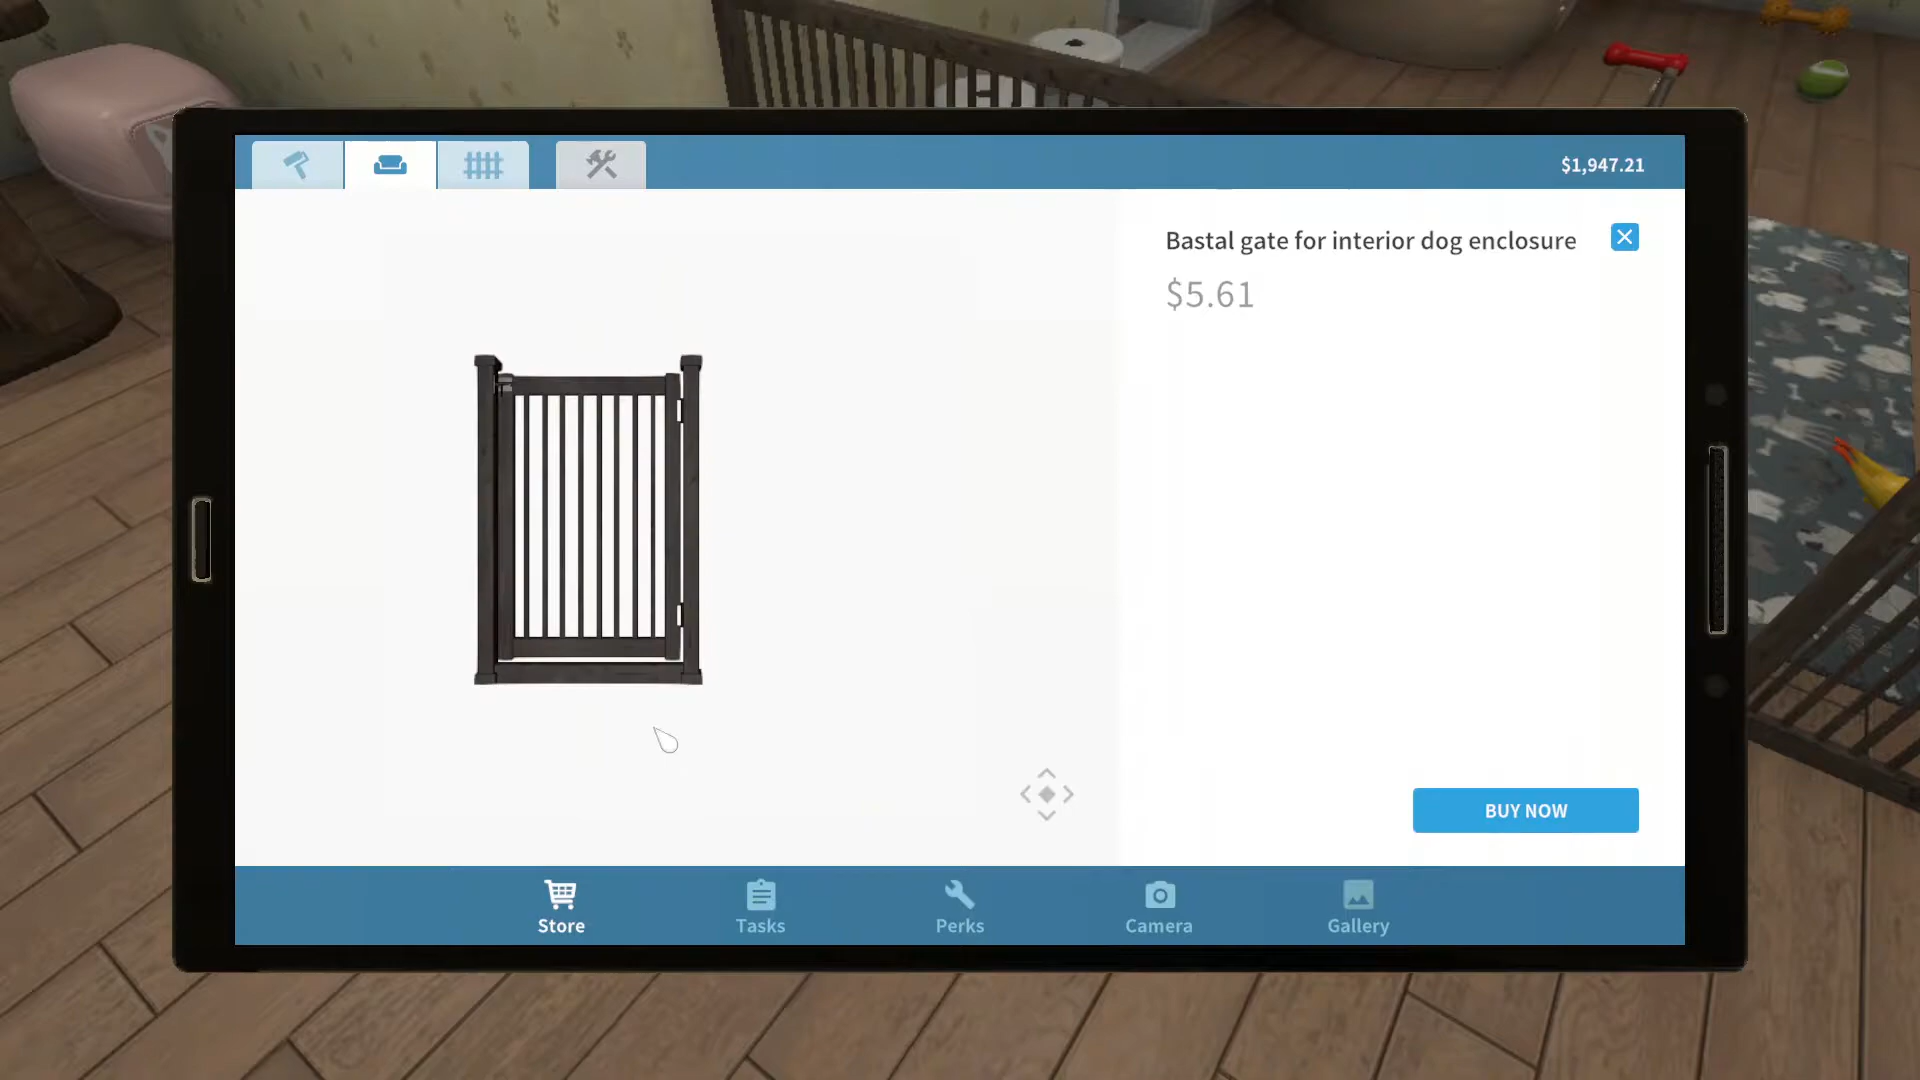 $1,947.21
Bastal gate for interior dog enclosure
$5.61
BUY NOW
Store
Tasks
Perks
Camera
Gallery